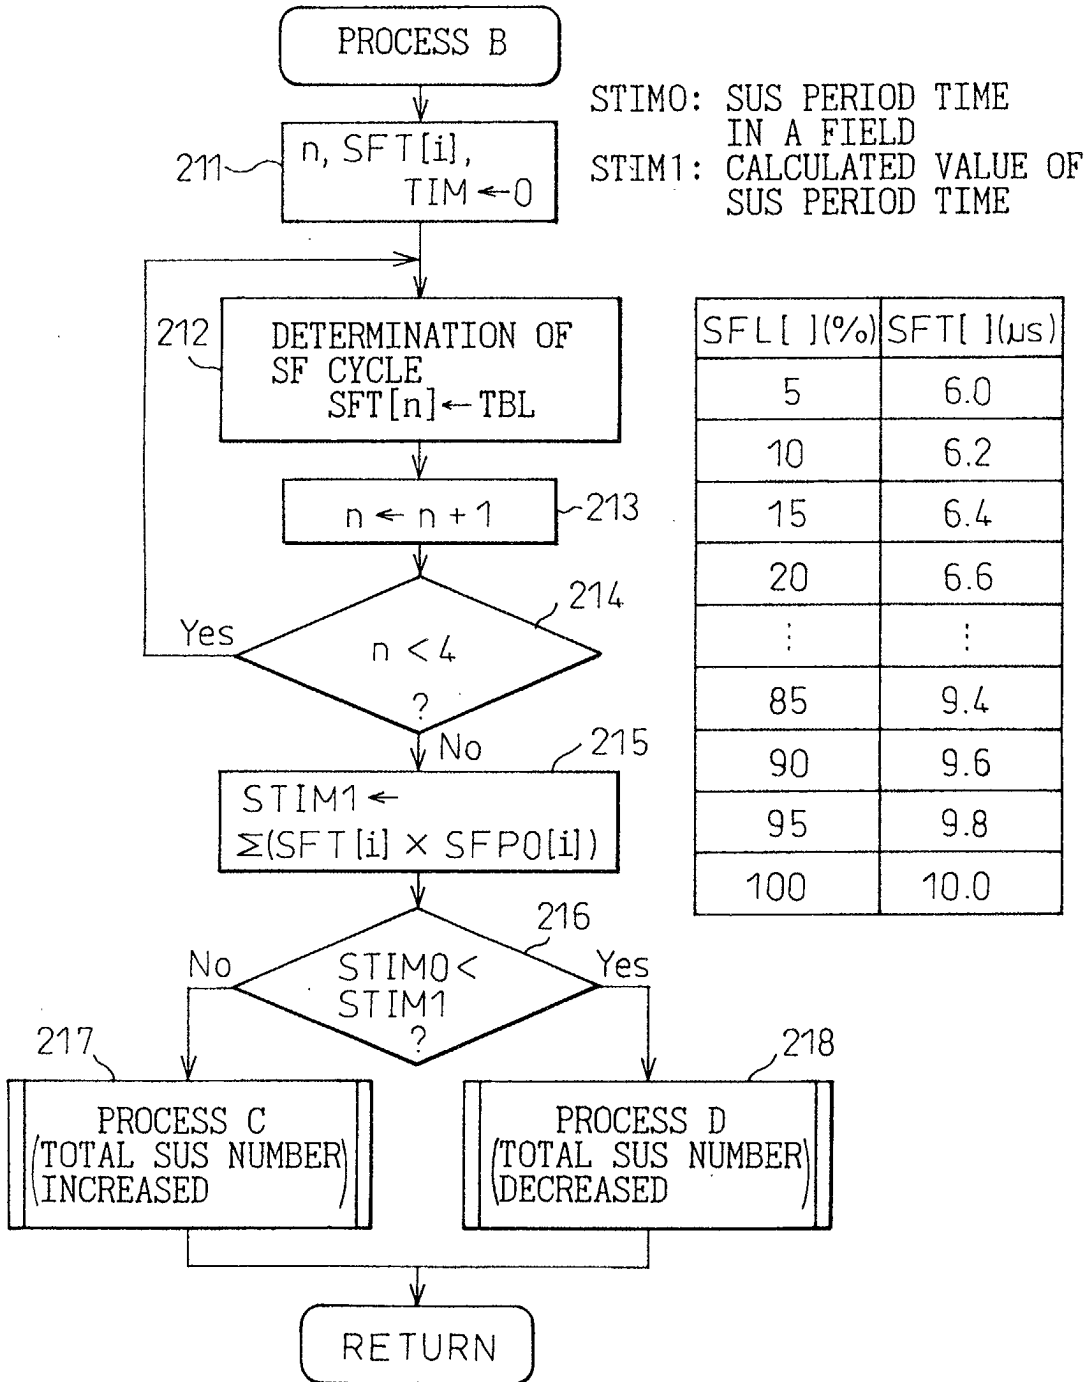 PROCESS B
STIM0: SUS PERIOD TIME
IN A FIELD
STIM1: CALCULATED VALUE OF
SUS PERIOD TIME
211
n, SFT[i],
TIM ← 0
212
DETERMINATION OF
SF CYCLE
SFT[n] ← TBL
n ← n + 1
213
214
Yes
n < 4
?
No
215
STIM1 ←
Σ(SFT[i] × SFP0[i])
216
No
STIM0 <
STIM1
?
Yes
217
PROCESS C
(TOTAL SUS NUMBER
INCREASED)
218
PROCESS D
(TOTAL SUS NUMBER
DECREASED)
RETURN
SFL[ ](%) SFT[ ](μs)
5 6.0
10 6.2
15 6.4
20 6.6
⋮ ⋮
85 9.4
90 9.6
95 9.8
100 10.0